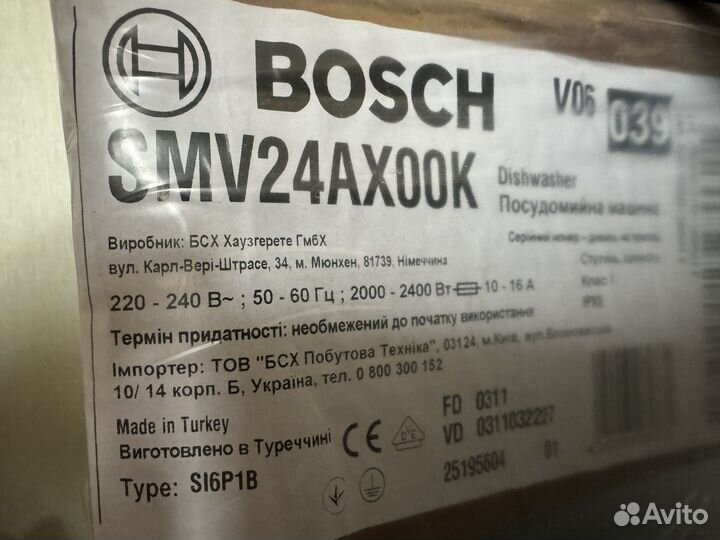 BOSCH
V06 039
SMV24AX00K
Dishwasher
Посудомийна машина
Виробник: БСХ Хаузгерете ГмбХ
вул. Карл-Вері-Штрасе, 34, м. Мюнхен, 81739, Німеччина
220 - 240 В~ ; 50 - 60 Гц ; 2000 - 2400 Вт 10 - 16 А
Клас I
Термін придатності: необмежений до початку використання
Імпортер: ТОВ "БСХ Побутова Техніка", 03124, м.Київ, вул.
10/ 14 корп. Б, Україна, тел. 0 800 300 152
Made in Turkey
Виготовлено в Туреччині
CE
FD 0311
VD
Type: SI6P1B
25195604 01
Avito